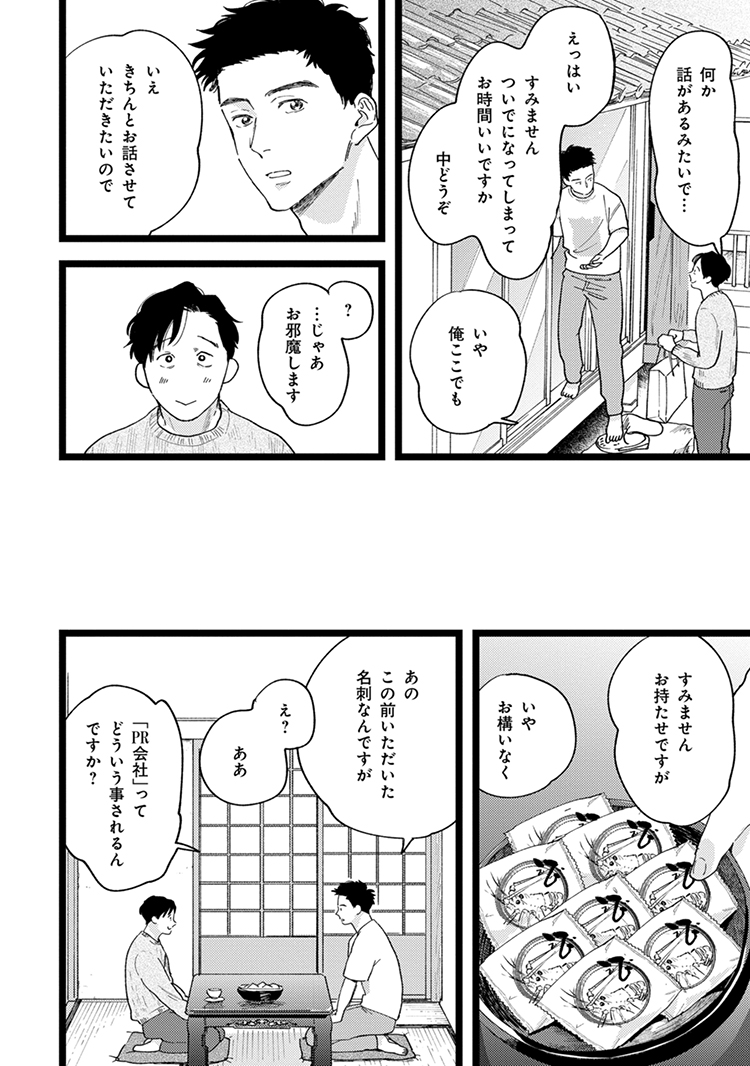 何か
話があるみたいで…
えっはい
すみません
ついでになってしまって
お時間いいですか
中どうぞ
いや
俺ここでも
いえ
きちんとお話させて
いただきたいので
?
…じゃあ
お邪魔します
すみません
お持たせですが
いや
お構いなく
あの
この前いただいた
名刺なんですが
え?
ああ
「PR会社」って
どういう事されるん
ですか?